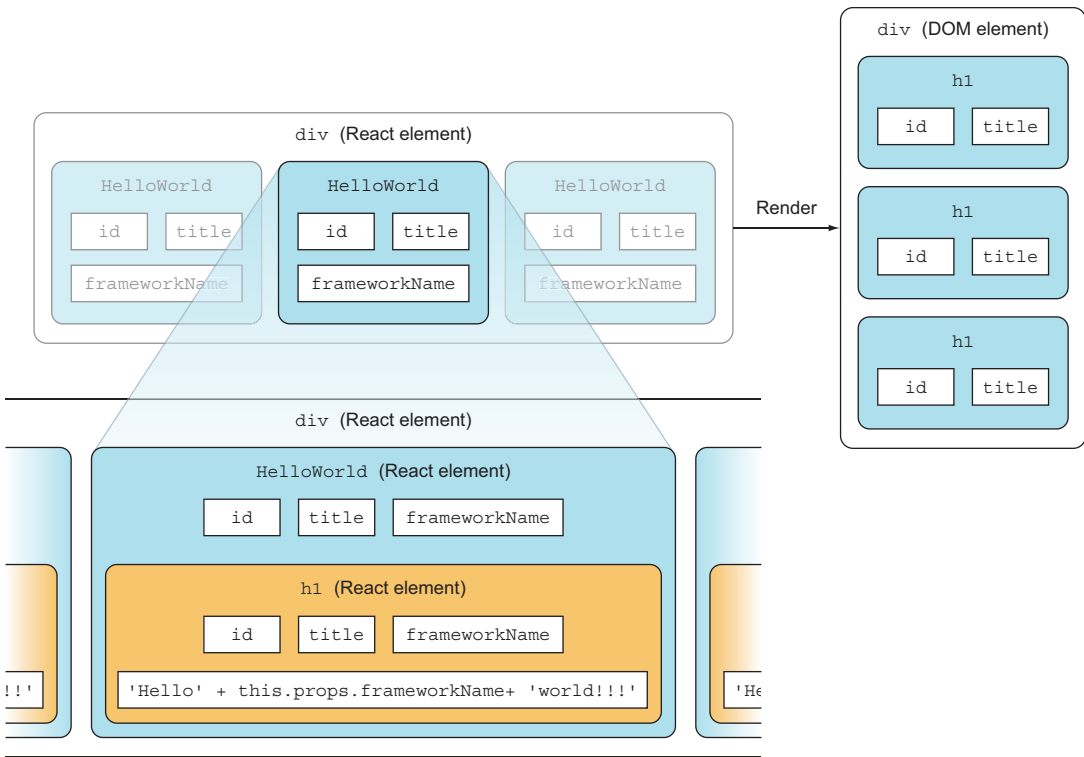 div (React element)
HelloWorld
id title
frameworkName
HelloWorld
id title
frameworkName
HelloWorld
id title
frameworkName
Render
div (DOM element)
h1
id title
h1
id title
h1
id title
div (React element)
HelloWorld (React element)
id title frameworkName
h1 (React element)
id title frameworkName
!!'
'Hello' + this.props.frameworkName+ 'world!!!'
'He